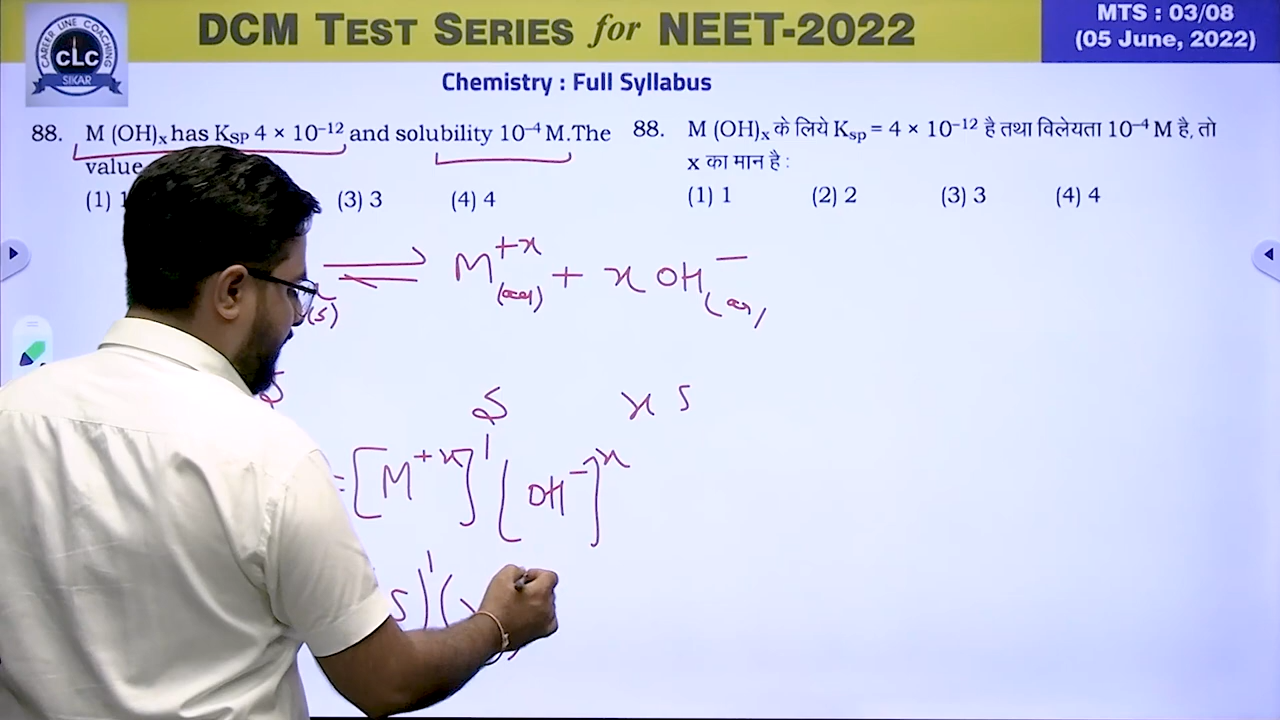 CAREER LINE COACHING
CLC
SIKAR
DCM TEST SERIES for NEET-2022
MTS : 03/08
(05 June, 2022)
Chemistry : Full Syllabus
88. M (OH)ₓ has K_SP 4 × 10⁻¹² and solubility 10⁻⁴ M.The
value
(1) 1 (3) 3 (4) 4
88. M (OH)ₓ के लिये K_sp = 4 × 10⁻¹² है तथा विलेयता 10⁻⁴ M है, तो
x का मान है :
(1) 1 (2) 2 (3) 3 (4) 4
(s) ⇌ M⁺ˣ(aq) + x OH⁻(aq)
S S x S
= [M⁺ˣ]¹ [OH⁻]ˣ
S)¹ (